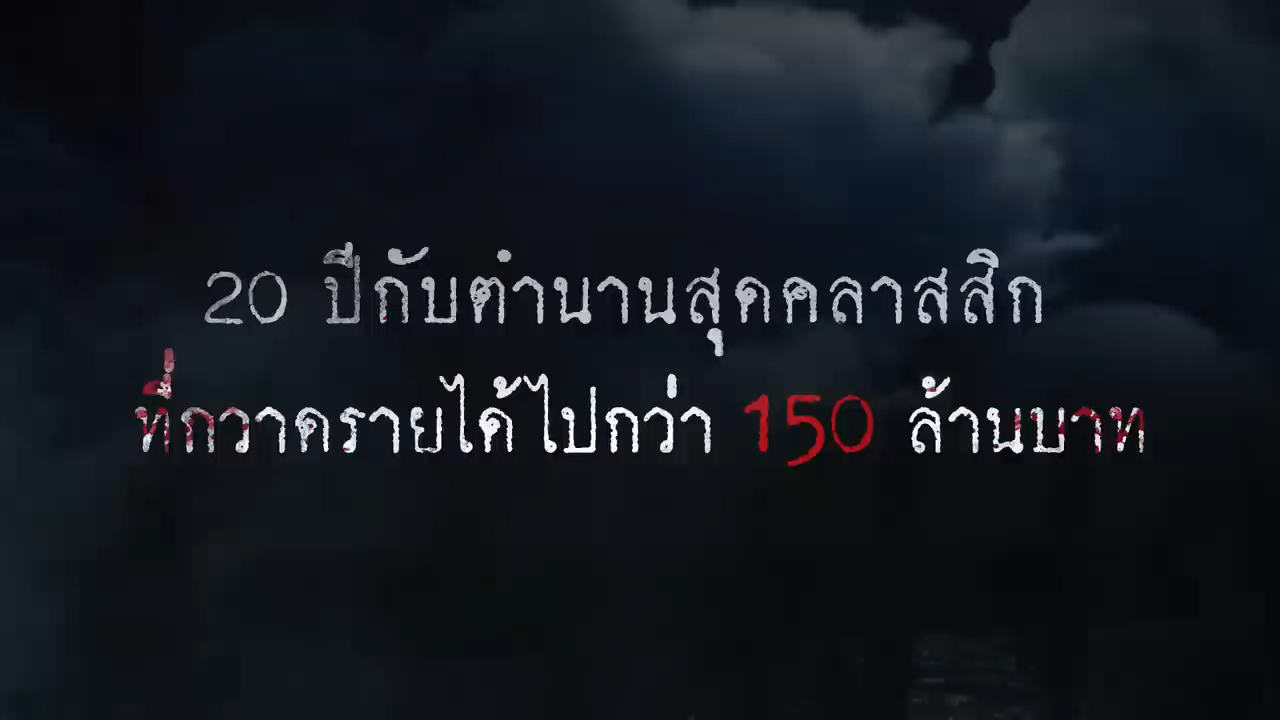 20 ปีกับตำนานสุดคลาสสิก
ที่กวาดรายได้ไปกว่า 150 ล้านบาท